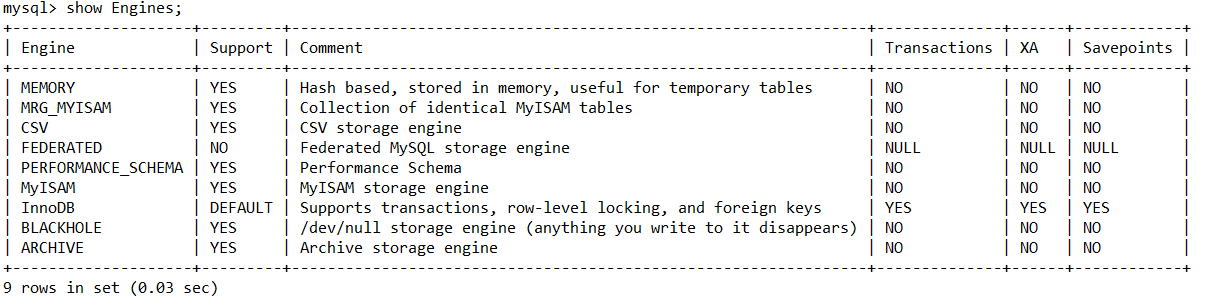 mysql> show Engines;
+--------------------+---------+----------------------------------------------------------------+--------------+------+------------+
| Engine             | Support | Comment                                                        | Transactions | XA   | Savepoints |
+--------------------+---------+----------------------------------------------------------------+--------------+------+------------+
| MEMORY             | YES     | Hash based, stored in memory, useful for temporary tables      | NO           | NO   | NO         |
| MRG_MYISAM         | YES     | Collection of identical MyISAM tables                          | NO           | NO   | NO         |
| CSV                | YES     | CSV storage engine                                             | NO           | NO   | NO         |
| FEDERATED          | NO      | Federated MySQL storage engine                                 | NULL         | NULL | NULL       |
| PERFORMANCE_SCHEMA | YES     | Performance Schema                                             | NO           | NO   | NO         |
| MyISAM             | YES     | MyISAM storage engine                                          | NO           | NO   | NO         |
| InnoDB             | DEFAULT | Supports transactions, row-level locking, and foreign keys     | YES          | YES  | YES        |
| BLACKHOLE          | YES     | /dev/null storage engine (anything you write to it disappears) | NO           | NO   | NO         |
| ARCHIVE            | YES     | Archive storage engine                                         | NO           | NO   | NO         |
+--------------------+---------+----------------------------------------------------------------+--------------+------+------------+
9 rows in set (0.03 sec)